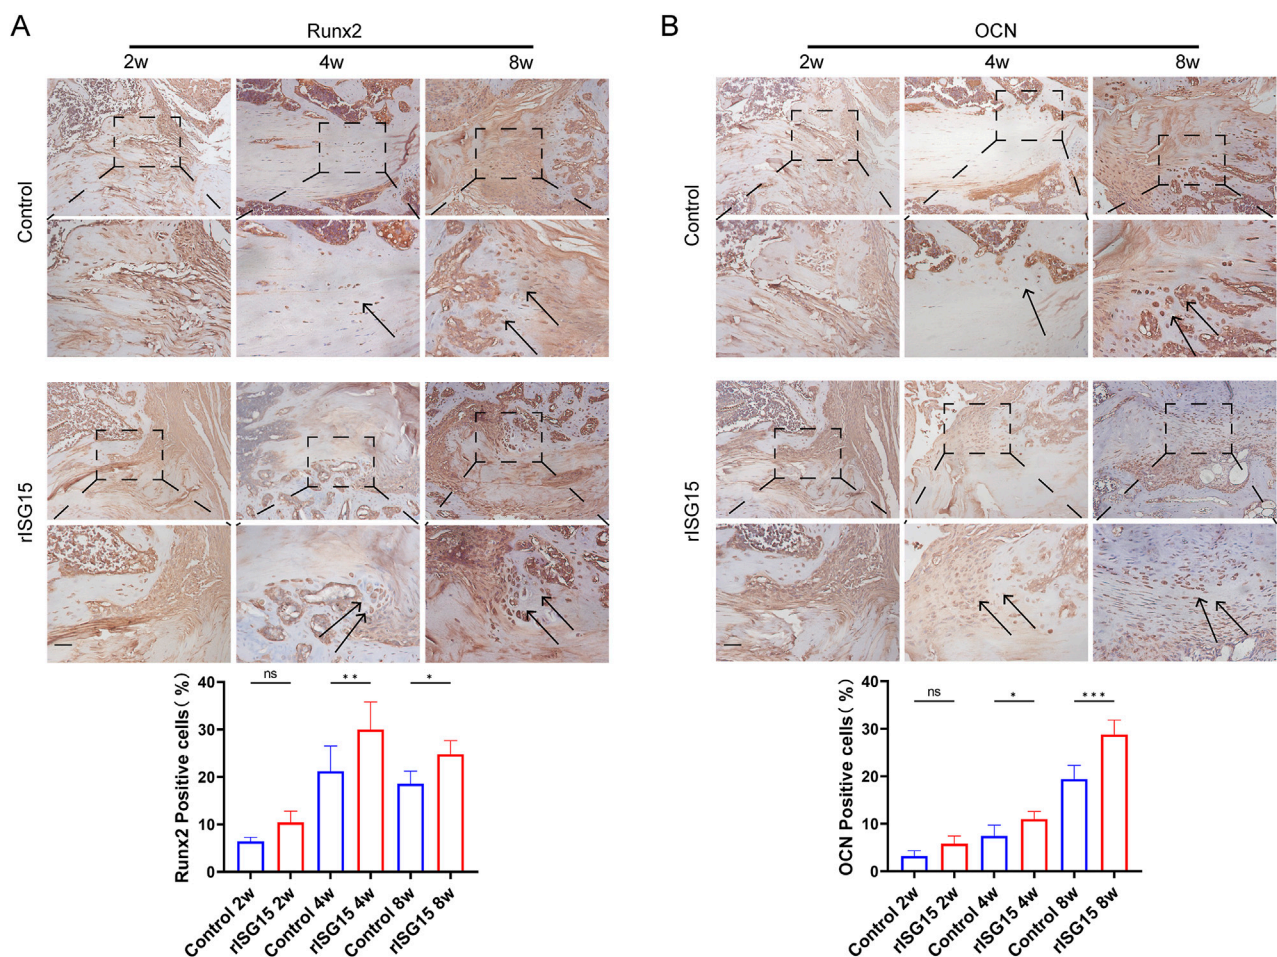 A
Runx2
2w 4w 8w
Control
rISG15
40
30
20
10
0
Runx2 Positive cells( %)
ns ** *
Control 2w
rISG15 2w
Control 4w
rISG15 4w
Control 8w
rISG15 8w
B
OCN
2w 4w 8w
Control
rISG15
40
30
20
10
0
OCN Positive cells( %)
ns * ***
Control 2w
rISG15 2w
Control 4w
rISG15 4w
Control 8w
rISG15 8w